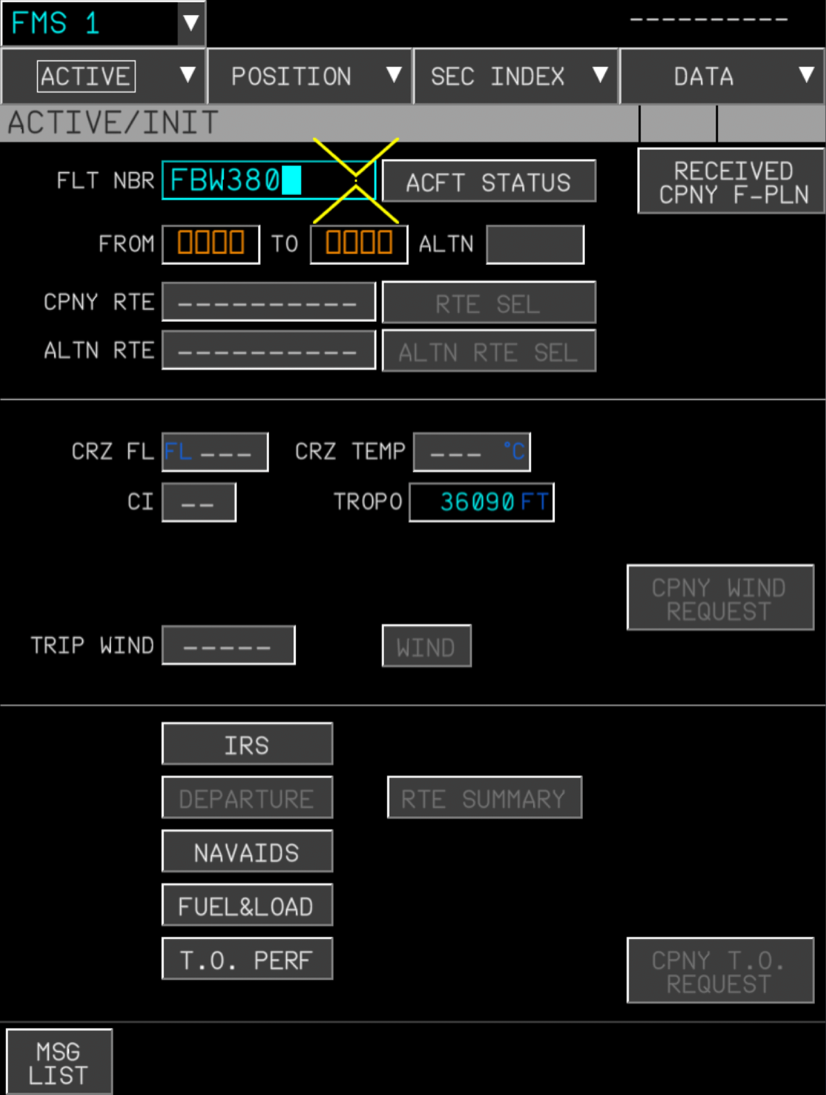 FMS 1 ▼ ----------
ACTIVE ▼ POSITION ▼ SEC INDEX ▼ DATA ▼
ACTIVE/INIT
FLT NBR FBW380 ACFT STATUS RECEIVED
CPNY F-PLN
FROM ▯▯▯▯ TO ▯▯▯▯ ALTN
CPNY RTE ---------- RTE SEL
ALTN RTE ---------- ALTN RTE SEL
CRZ FL FL --- CRZ TEMP --- °C
CI -- TROPO 36090 FT
CPNY WIND
REQUEST
TRIP WIND ----- WIND
IRS
DEPARTURE RTE SUMMARY
NAVAIDS
FUEL&LOAD
T.O. PERF CPNY T.O.
REQUEST
MSG
LIST